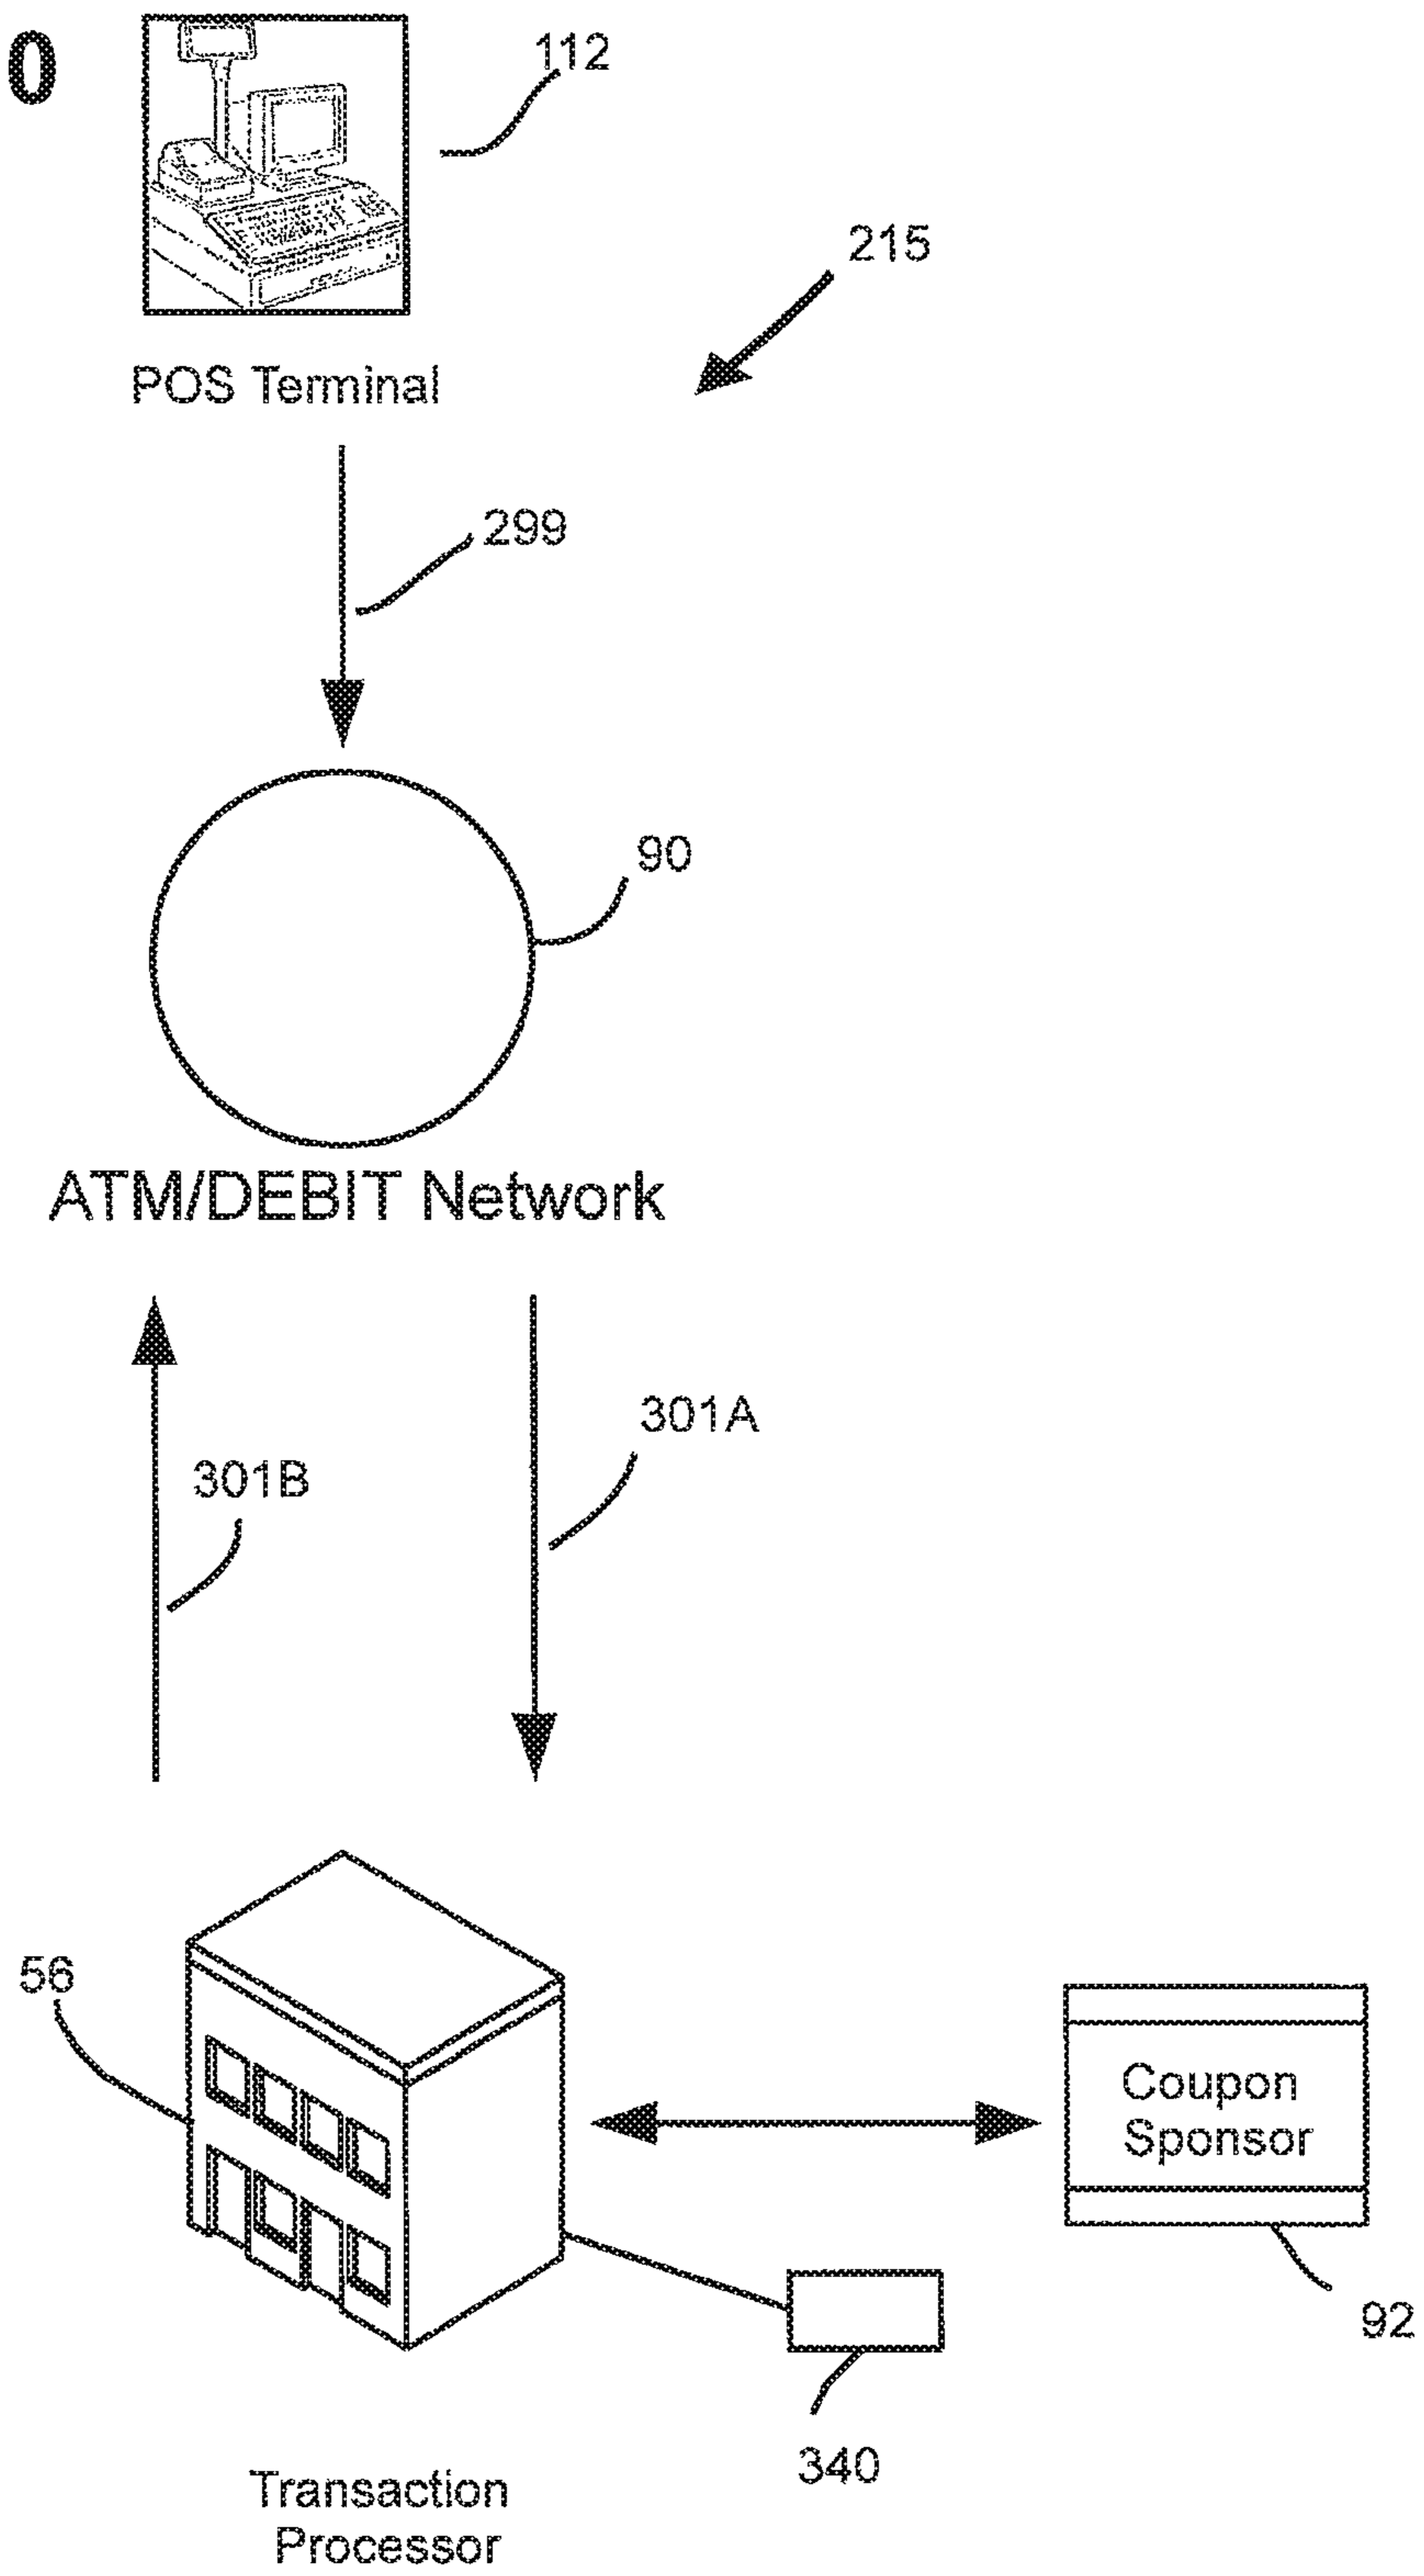 0
112
215
POS Terminal
299
90
ATM/DEBIT Network
301A
301B
56
Coupon
Sponsor
92
340
Transaction
Processor